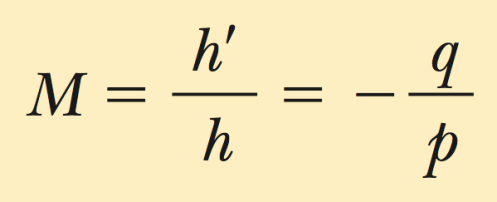 M = h′/h = − q/p